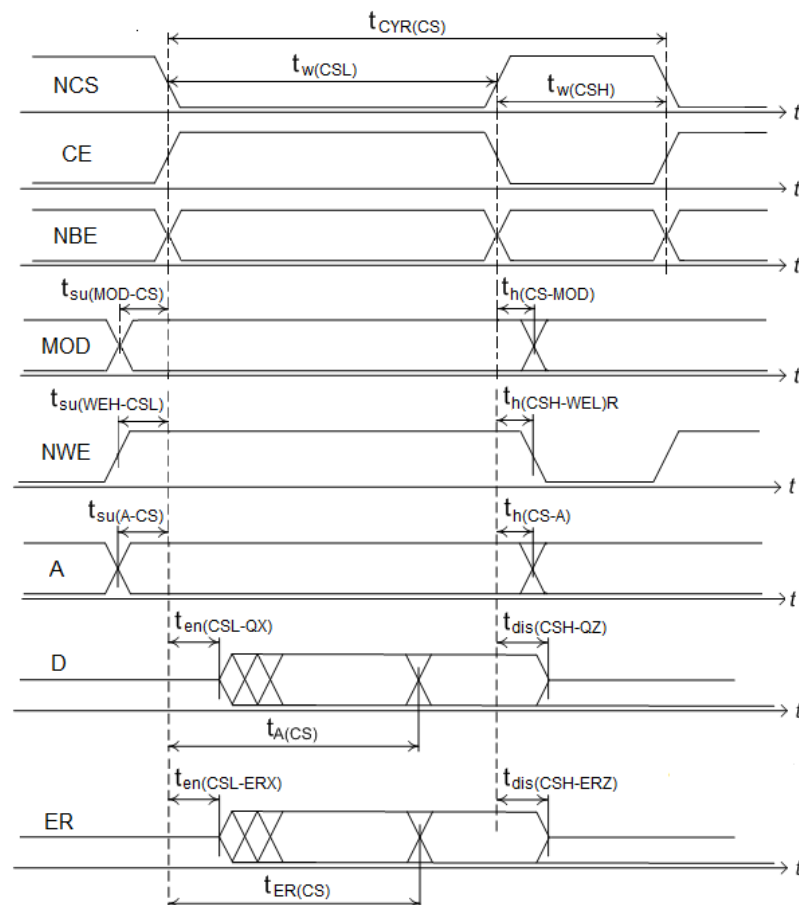 tCYR(CS)
tw(CSL)
NCS
tw(CSH)
t
CE
t
NBE
t
tsu(MOD-CS)
th(CS-MOD)
MOD
t
tsu(WEH-CSL)
th(CSH-WEL)R
NWE
t
tsu(A-CS)
th(CS-A)
A
t
ten(CSL-QX)
tdis(CSH-QZ)
D
t
tA(CS)
ten(CSL-ERX)
tdis(CSH-ERZ)
ER
t
tER(CS)